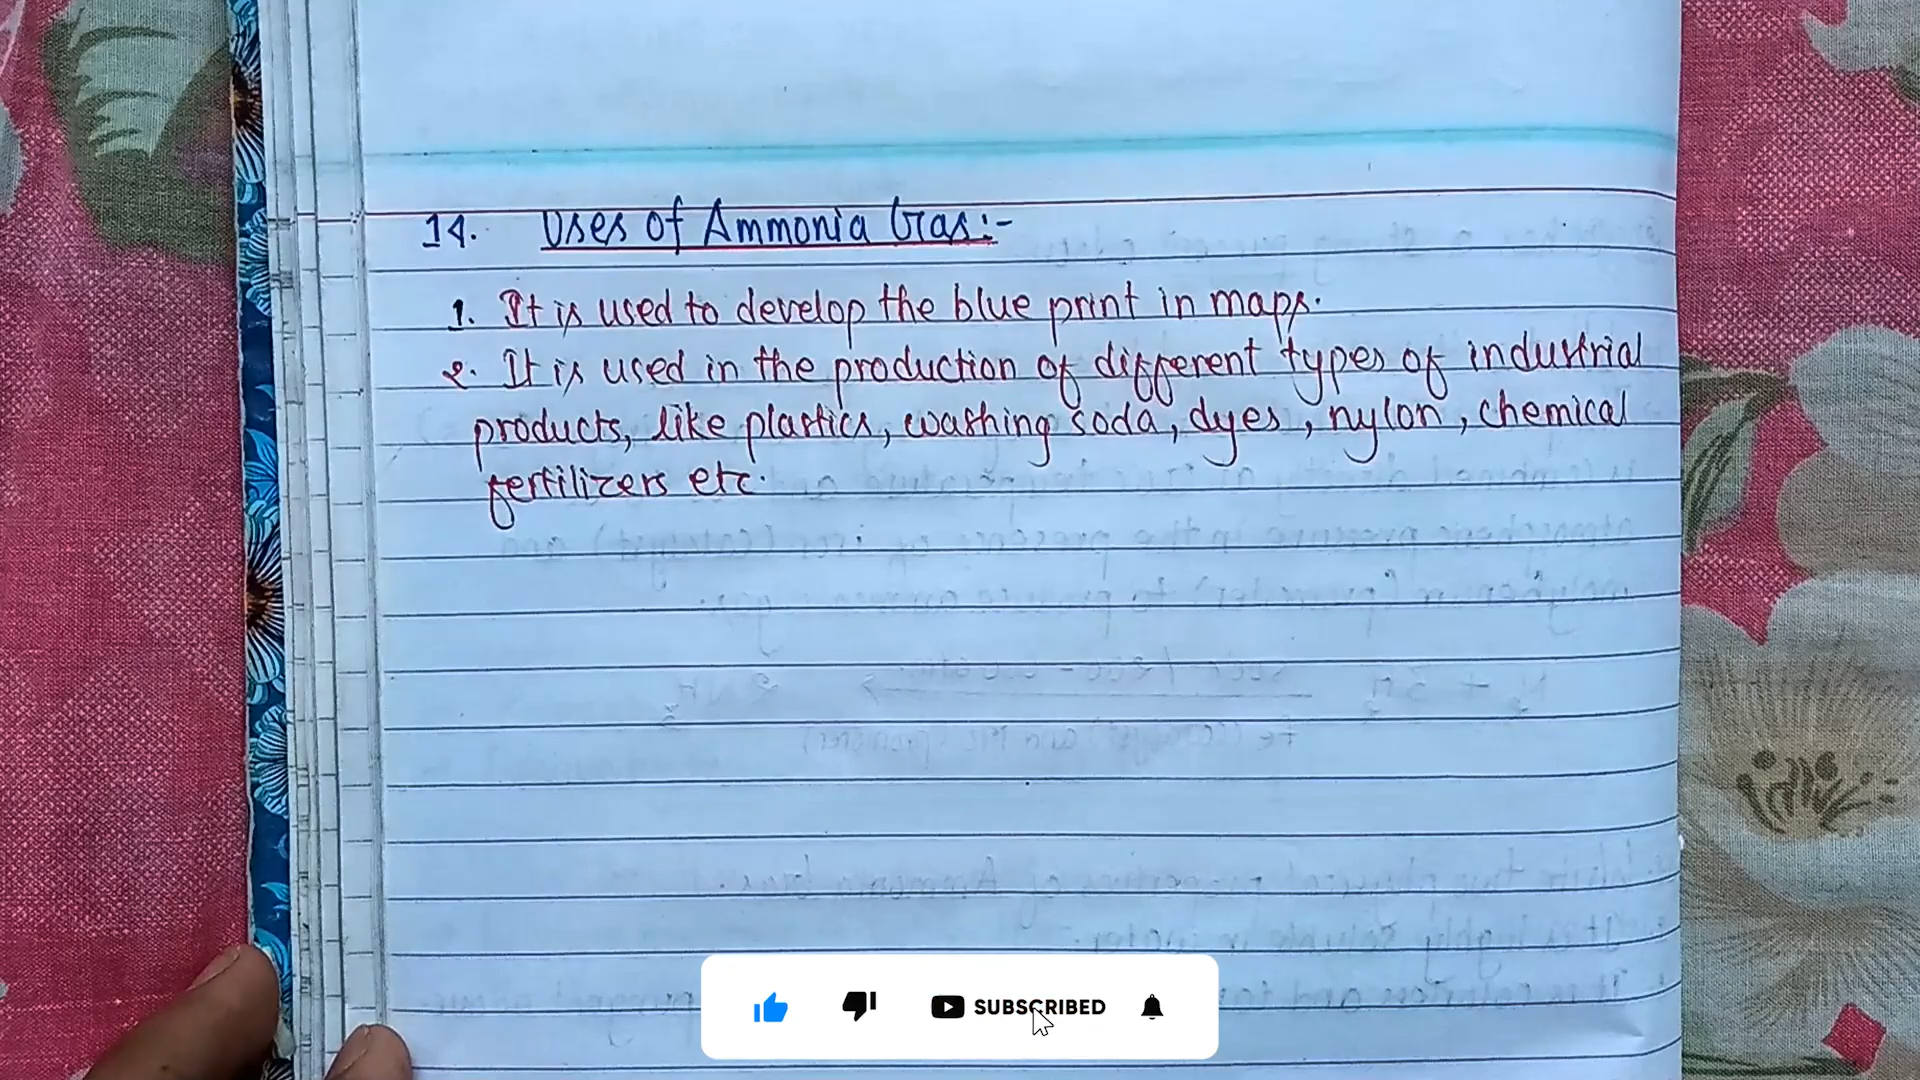 14. Uses of Ammonia Gas:-
1. It is used to develop the blue print in maps.
2. It is used in the production of different types of industrial
products, like plastics, washing soda, dyes, nylon, chemical
fertilizers etc.
SUBSCRIBED